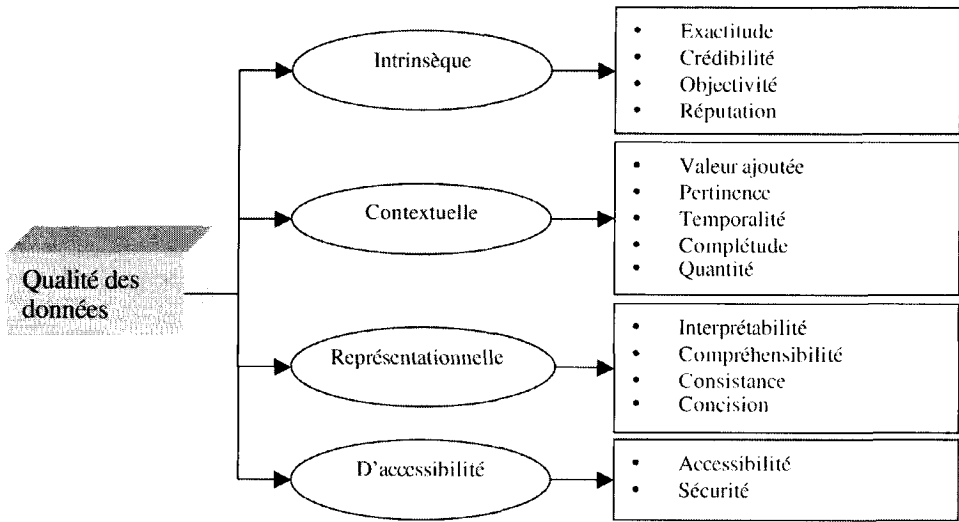 Intrinsèque
• Exactitude
• Crédibilité
• Objectivité
• Réputation
Contextuelle
• Valeur ajoutée
• Pertinence
• Temporalité
• Complétude
• Quantité
Qualité des
données
Représentationnelle
• Interprétabilité
• Compréhensibilité
• Consistance
• Concision
D'accessibilité
• Accessibilité
• Sécurité